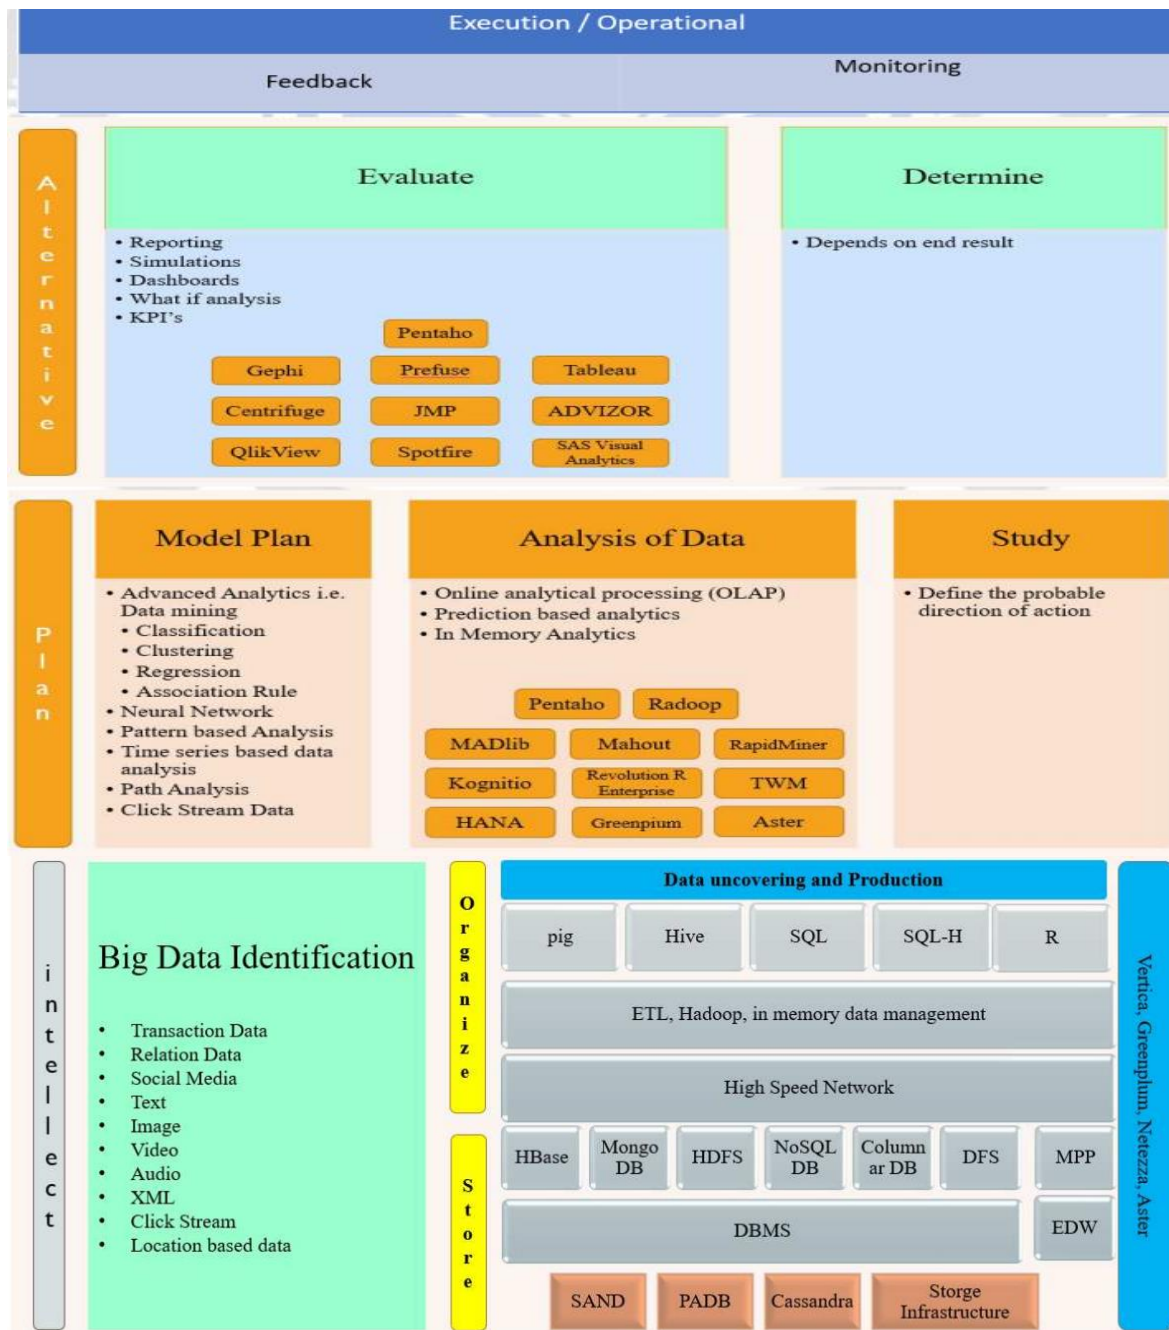 Execution / Operational
Feedback
Monitoring
Alternative
Evaluate
• Reporting
• Simulations
• Dashboards
• What if analysis
• KPI's
Pentaho
Gephi
Prefuse
Tableau
Centrifuge
JMP
ADVIZOR
QlikView
Spotfire
SAS Visual
Analytics
Determine
• Depends on end result
Plan
Model Plan
• Advanced Analytics i.e.
Data mining
• Classification
• Clustering
• Regression
• Association Rule
• Neural Network
• Pattern based Analysis
• Time series based data
analysis
• Path Analysis
• Click Stream Data
Analysis of Data
• Online analytical processing (OLAP)
• Prediction based analytics
• In Memory Analytics
Pentaho
Radoop
MADlib
Mahout
RapidMiner
Kognitio
Revolution R
Enterprise
TWM
HANA
Greenpium
Aster
Study
• Define the probable
direction of action
intellect
Big Data Identification
• Transaction Data
• Relation Data
• Social Media
• Text
• Image
• Video
• Audio
• XML
• Click Stream
• Location based data
Organize
Data uncovering and Production
pig
Hive
SQL
SQL-H
R
ETL, Hadoop, in memory data management
High Speed Network
Store
HBase
Mongo
DB
HDFS
NoSQL
DB
Column
ar DB
DFS
MPP
DBMS
EDW
SAND
PADB
Cassandra
Storge
Infrastructure
Vertica, Greenplum, Netezza, Aster